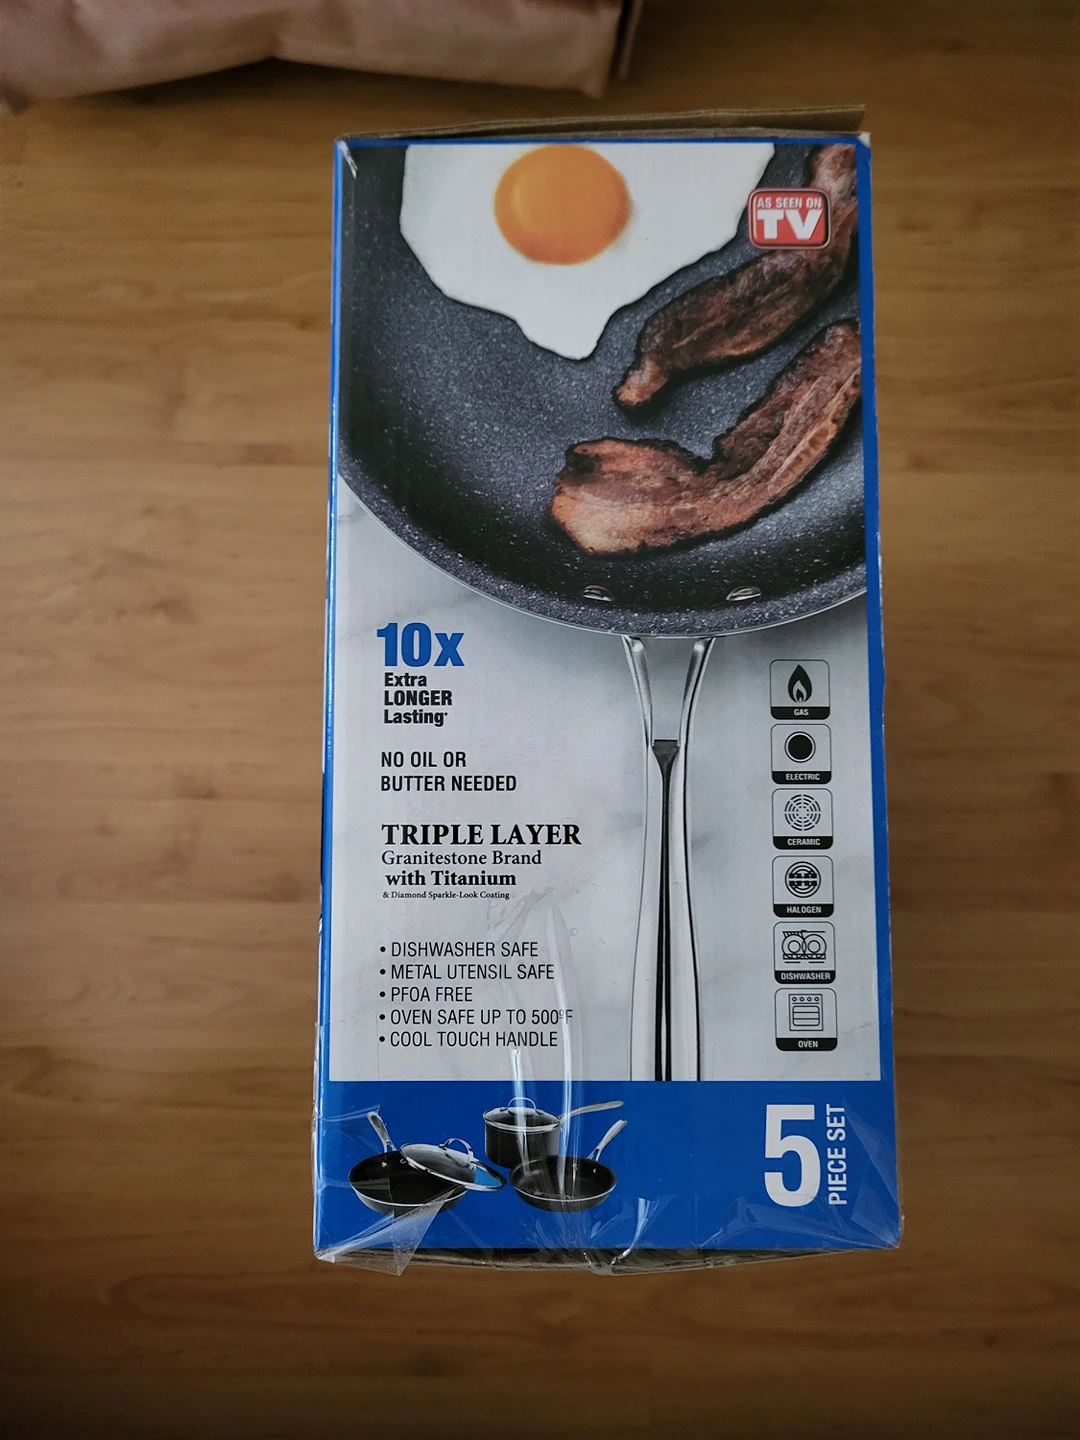 AS SEEN ON
TV
10x
Extra
LONGER
Lasting*
NO OIL OR
BUTTER NEEDED
TRIPLE LAYER
Granitestone Brand
with Titanium
& Diamond Sparkle-Look Coating
• DISHWASHER SAFE
• METAL UTENSIL SAFE
• PFOA FREE
• OVEN SAFE UP TO 500ºF
• COOL TOUCH HANDLE
GAS
ELECTRIC
CERAMIC
HALOGEN
DISHWASHER
OVEN
5
PIECE SET